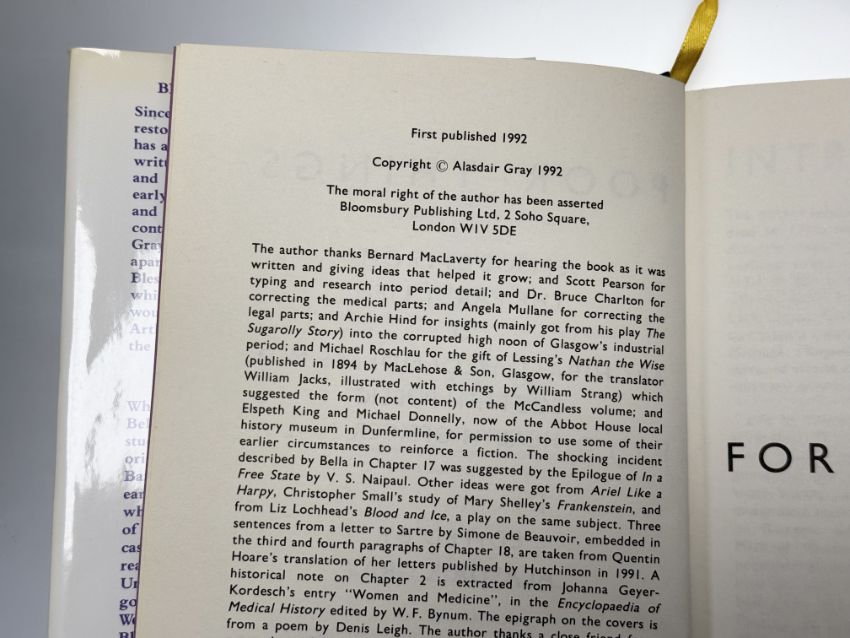 First published 1992
Copyright © Alasdair Gray 1992
The moral right of the author has been asserted
Bloomsbury Publishing Ltd, 2 Soho Square,
London W1V 5DE
The author thanks Bernard MacLaverty for hearing the book as it was
written and giving ideas that helped it grow; and Scott Pearson for
typing and research into period detail; and Dr. Bruce Charlton for
correcting the medical parts; and Angela Mullane for correcting the
legal parts; and Archie Hind for insights (mainly got from his play The
Sugarolly Story) into the corrupted high noon of Glasgow's industrial
period; and Michael Roschlau for the gift of Lessing's Nathan the Wise
(published in 1894 by MacLehose & Son, Glasgow, for the translator
William Jacks, illustrated with etchings by William Strang) which
suggested the form (not content) of the McCandless volume; and
Elspeth King and Michael Donnelly, now of the Abbot House local
history museum in Dunfermline, for permission to use some of their
earlier circumstances to reinforce a fiction. The shocking incident
described by Bella in Chapter 17 was suggested by the Epilogue of In a
Free State by V. S. Naipaul. Other ideas were got from Ariel Like a
Harpy, Christopher Small's study of Mary Shelley's Frankenstein, and
from Liz Lochhead's Blood and Ice, a play on the same subject. Three
sentences from a letter to Sartre by Simone de Beauvoir, embedded in
the third and fourth paragraphs of Chapter 18, are taken from Quentin
Hoare's translation of her letters published by Hutchinson in 1991. A
historical note on Chapter 2 is extracted from Johanna Geyer-
Kordesch's entry "Women and Medicine", in the Encyclopaedia of
Medical History edited by W. F. Bynum. The epigraph on the covers is
from a poem by Denis Leigh. The author thanks a close friend
FOR
Since
has a
and
early
and
the
of